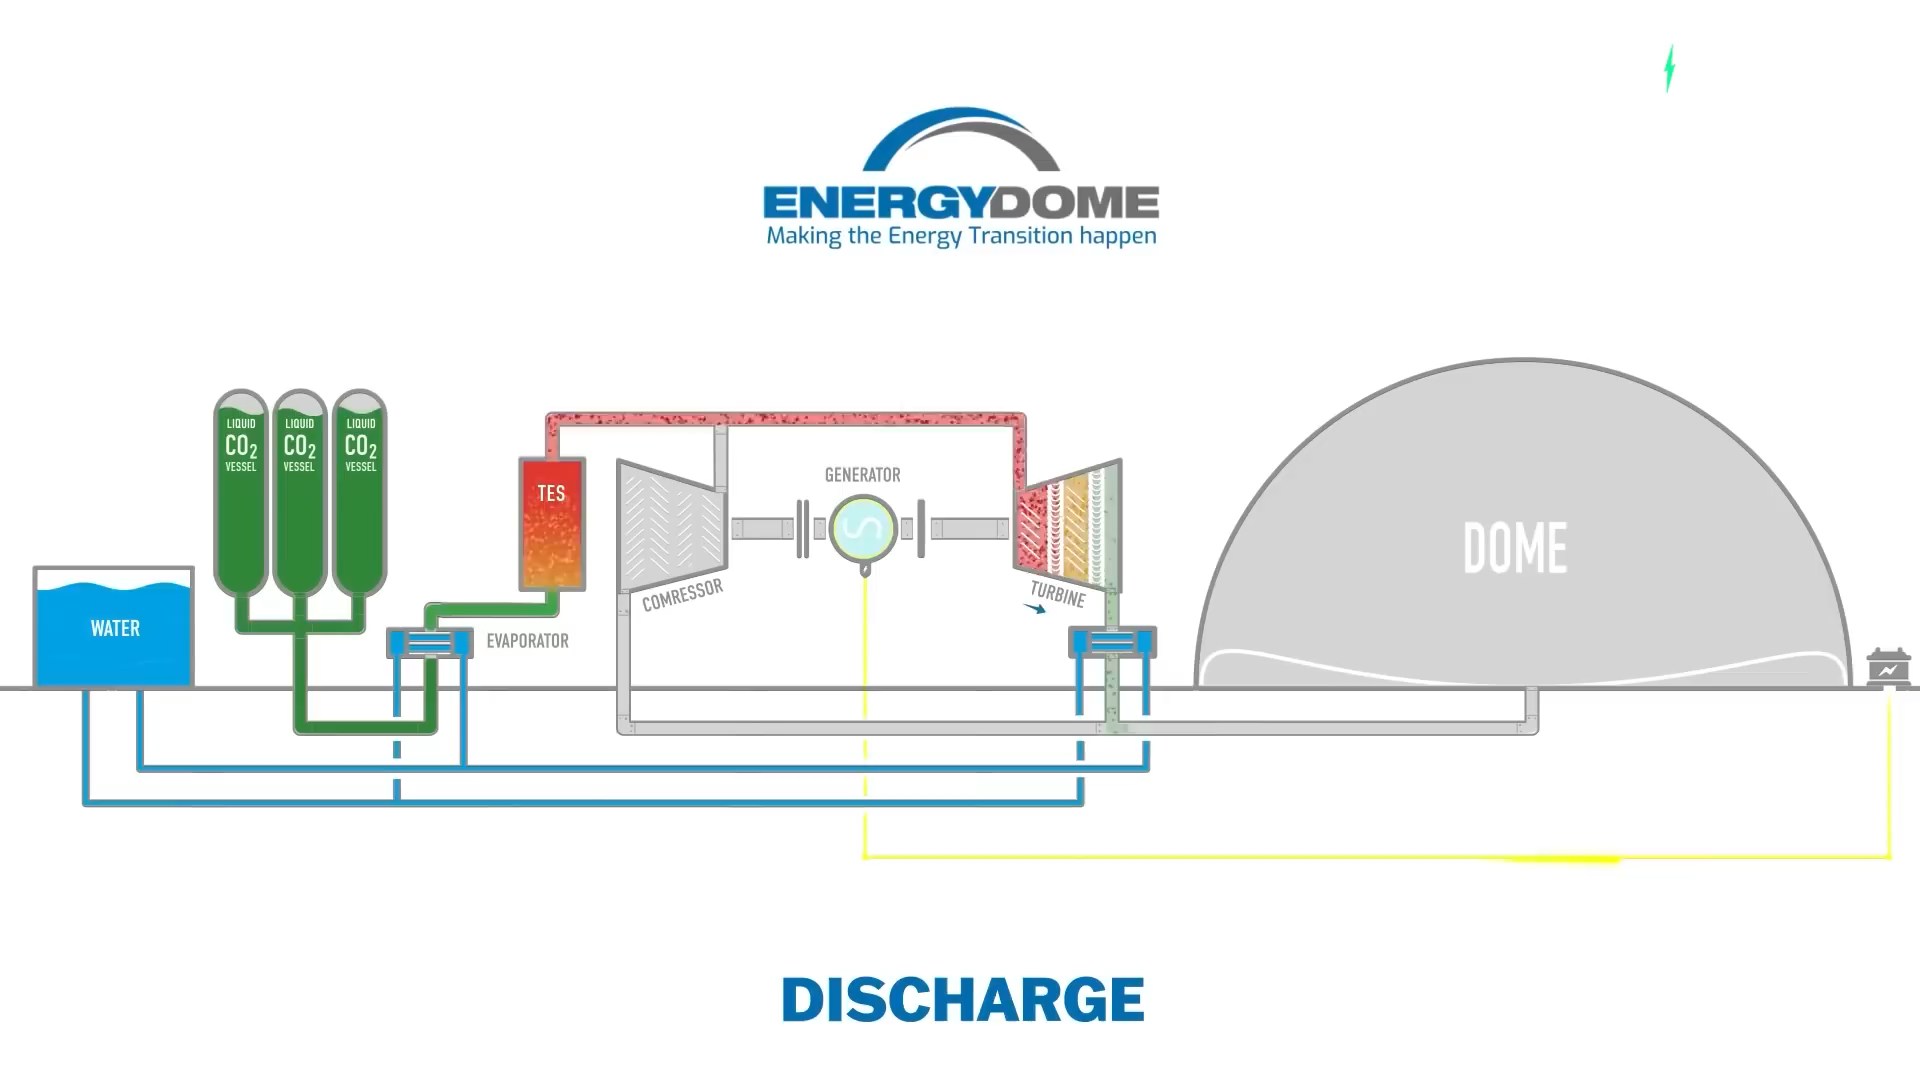 ENERGYDOME
Making the Energy Transition happen
LIQUID
CO2
VESSEL
LIQUID
CO2
VESSEL
LIQUID
CO2
VESSEL
TES
GENERATOR
DOME
COMRESSOR
TURBINE
WATER
EVAPORATOR
DISCHARGE